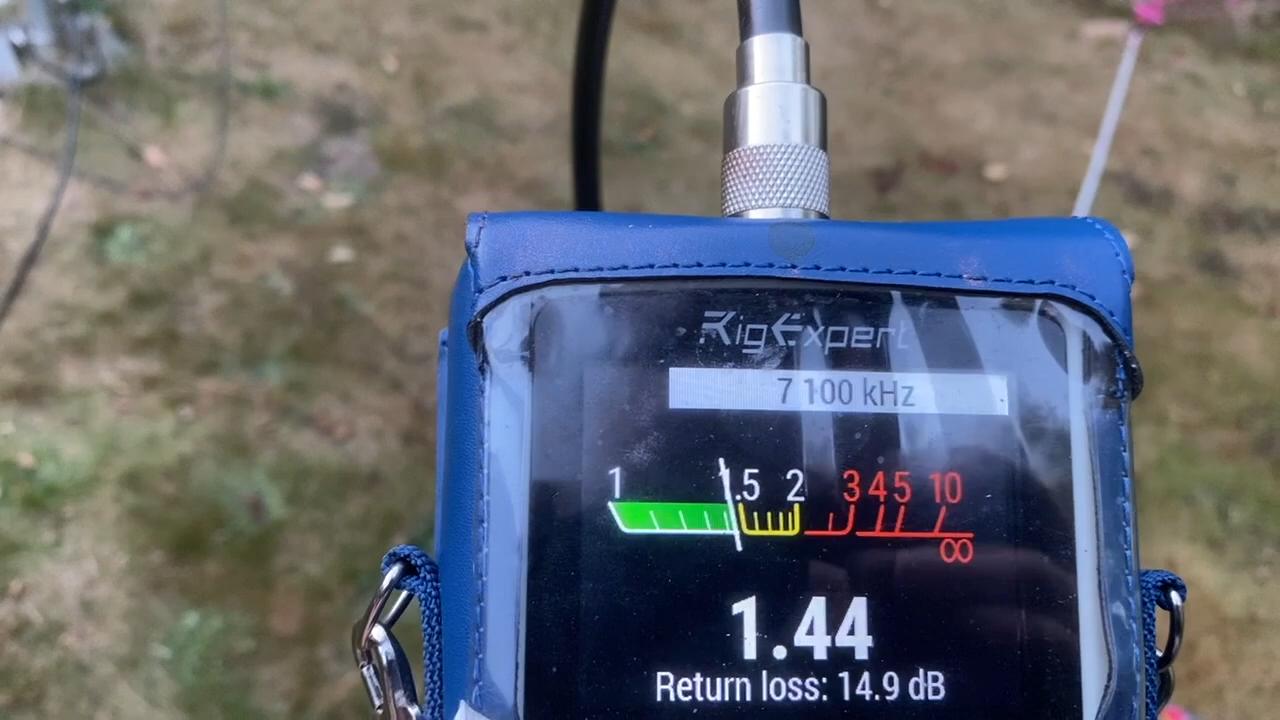 RigExpert
7 100 kHz
1 1.5 2 3 4 5 10
∞
1.44
Return loss: 14.9 dB